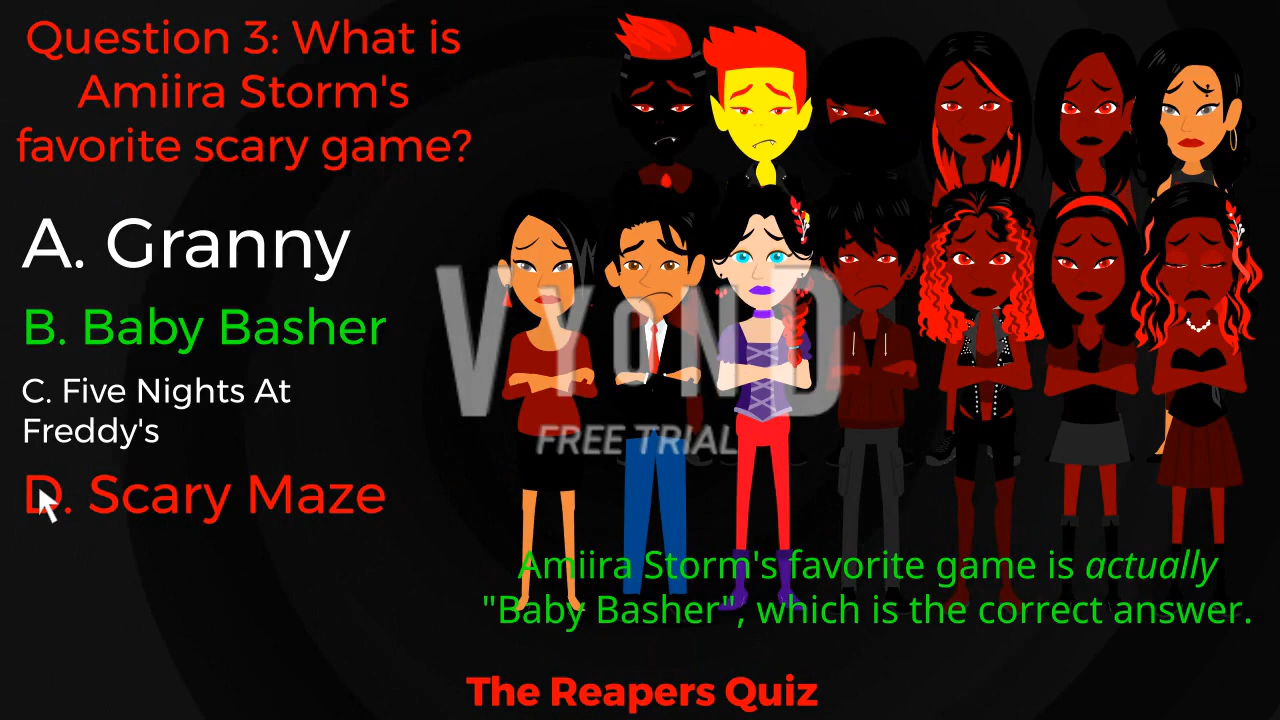 Question 3: What is
Amiira Storm's
favorite scary game?
A. Granny
B. Baby Basher
C. Five Nights At
Freddy's
D. Scary Maze
VYOND
FREE TRIAL
Amiira Storm's favorite game is actually
"Baby Basher", which is the correct answer.
The Reapers Quiz